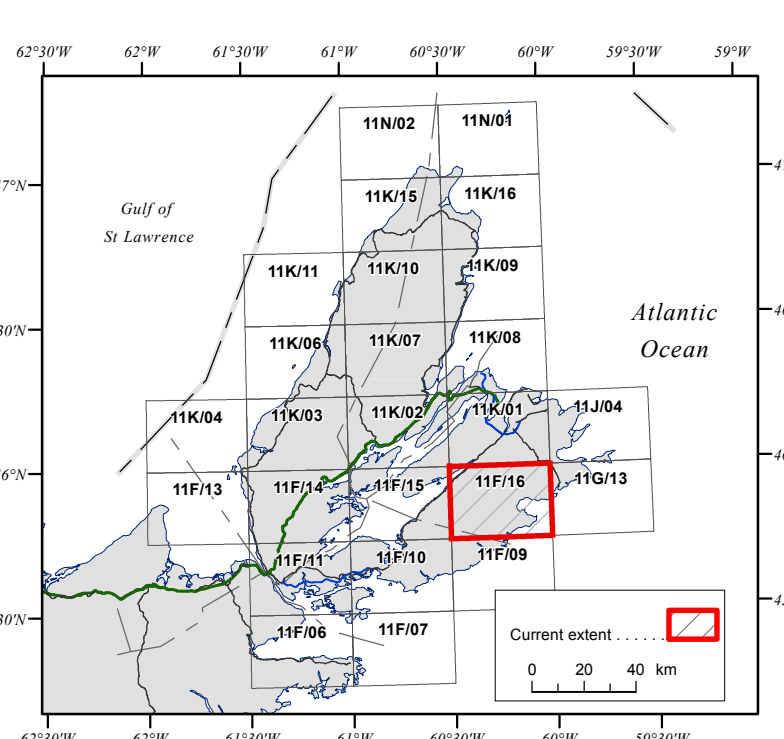 62°30'W 62°W 61°30'W 61°W 60°30'W 60°W 59°30'W 59°W
11N/02 11N/01
11K/15 11K/16
Gulf of
St Lawrence
11K/11 11K/10 11K/09
Atlantic
Ocean
11K/06 11K/07 11K/08
11K/04 11K/03 11K/02 11K/01 11J/04
11F/13 11F/14 11F/15 11F/16 11G/13
11F/11 11F/10 11F/09
11F/06 11F/07
Current extent . . . . . .
0 20 40 km
62°30'W 62°W 61°30'W 61°W 60°30'W 60°W 59°30'W